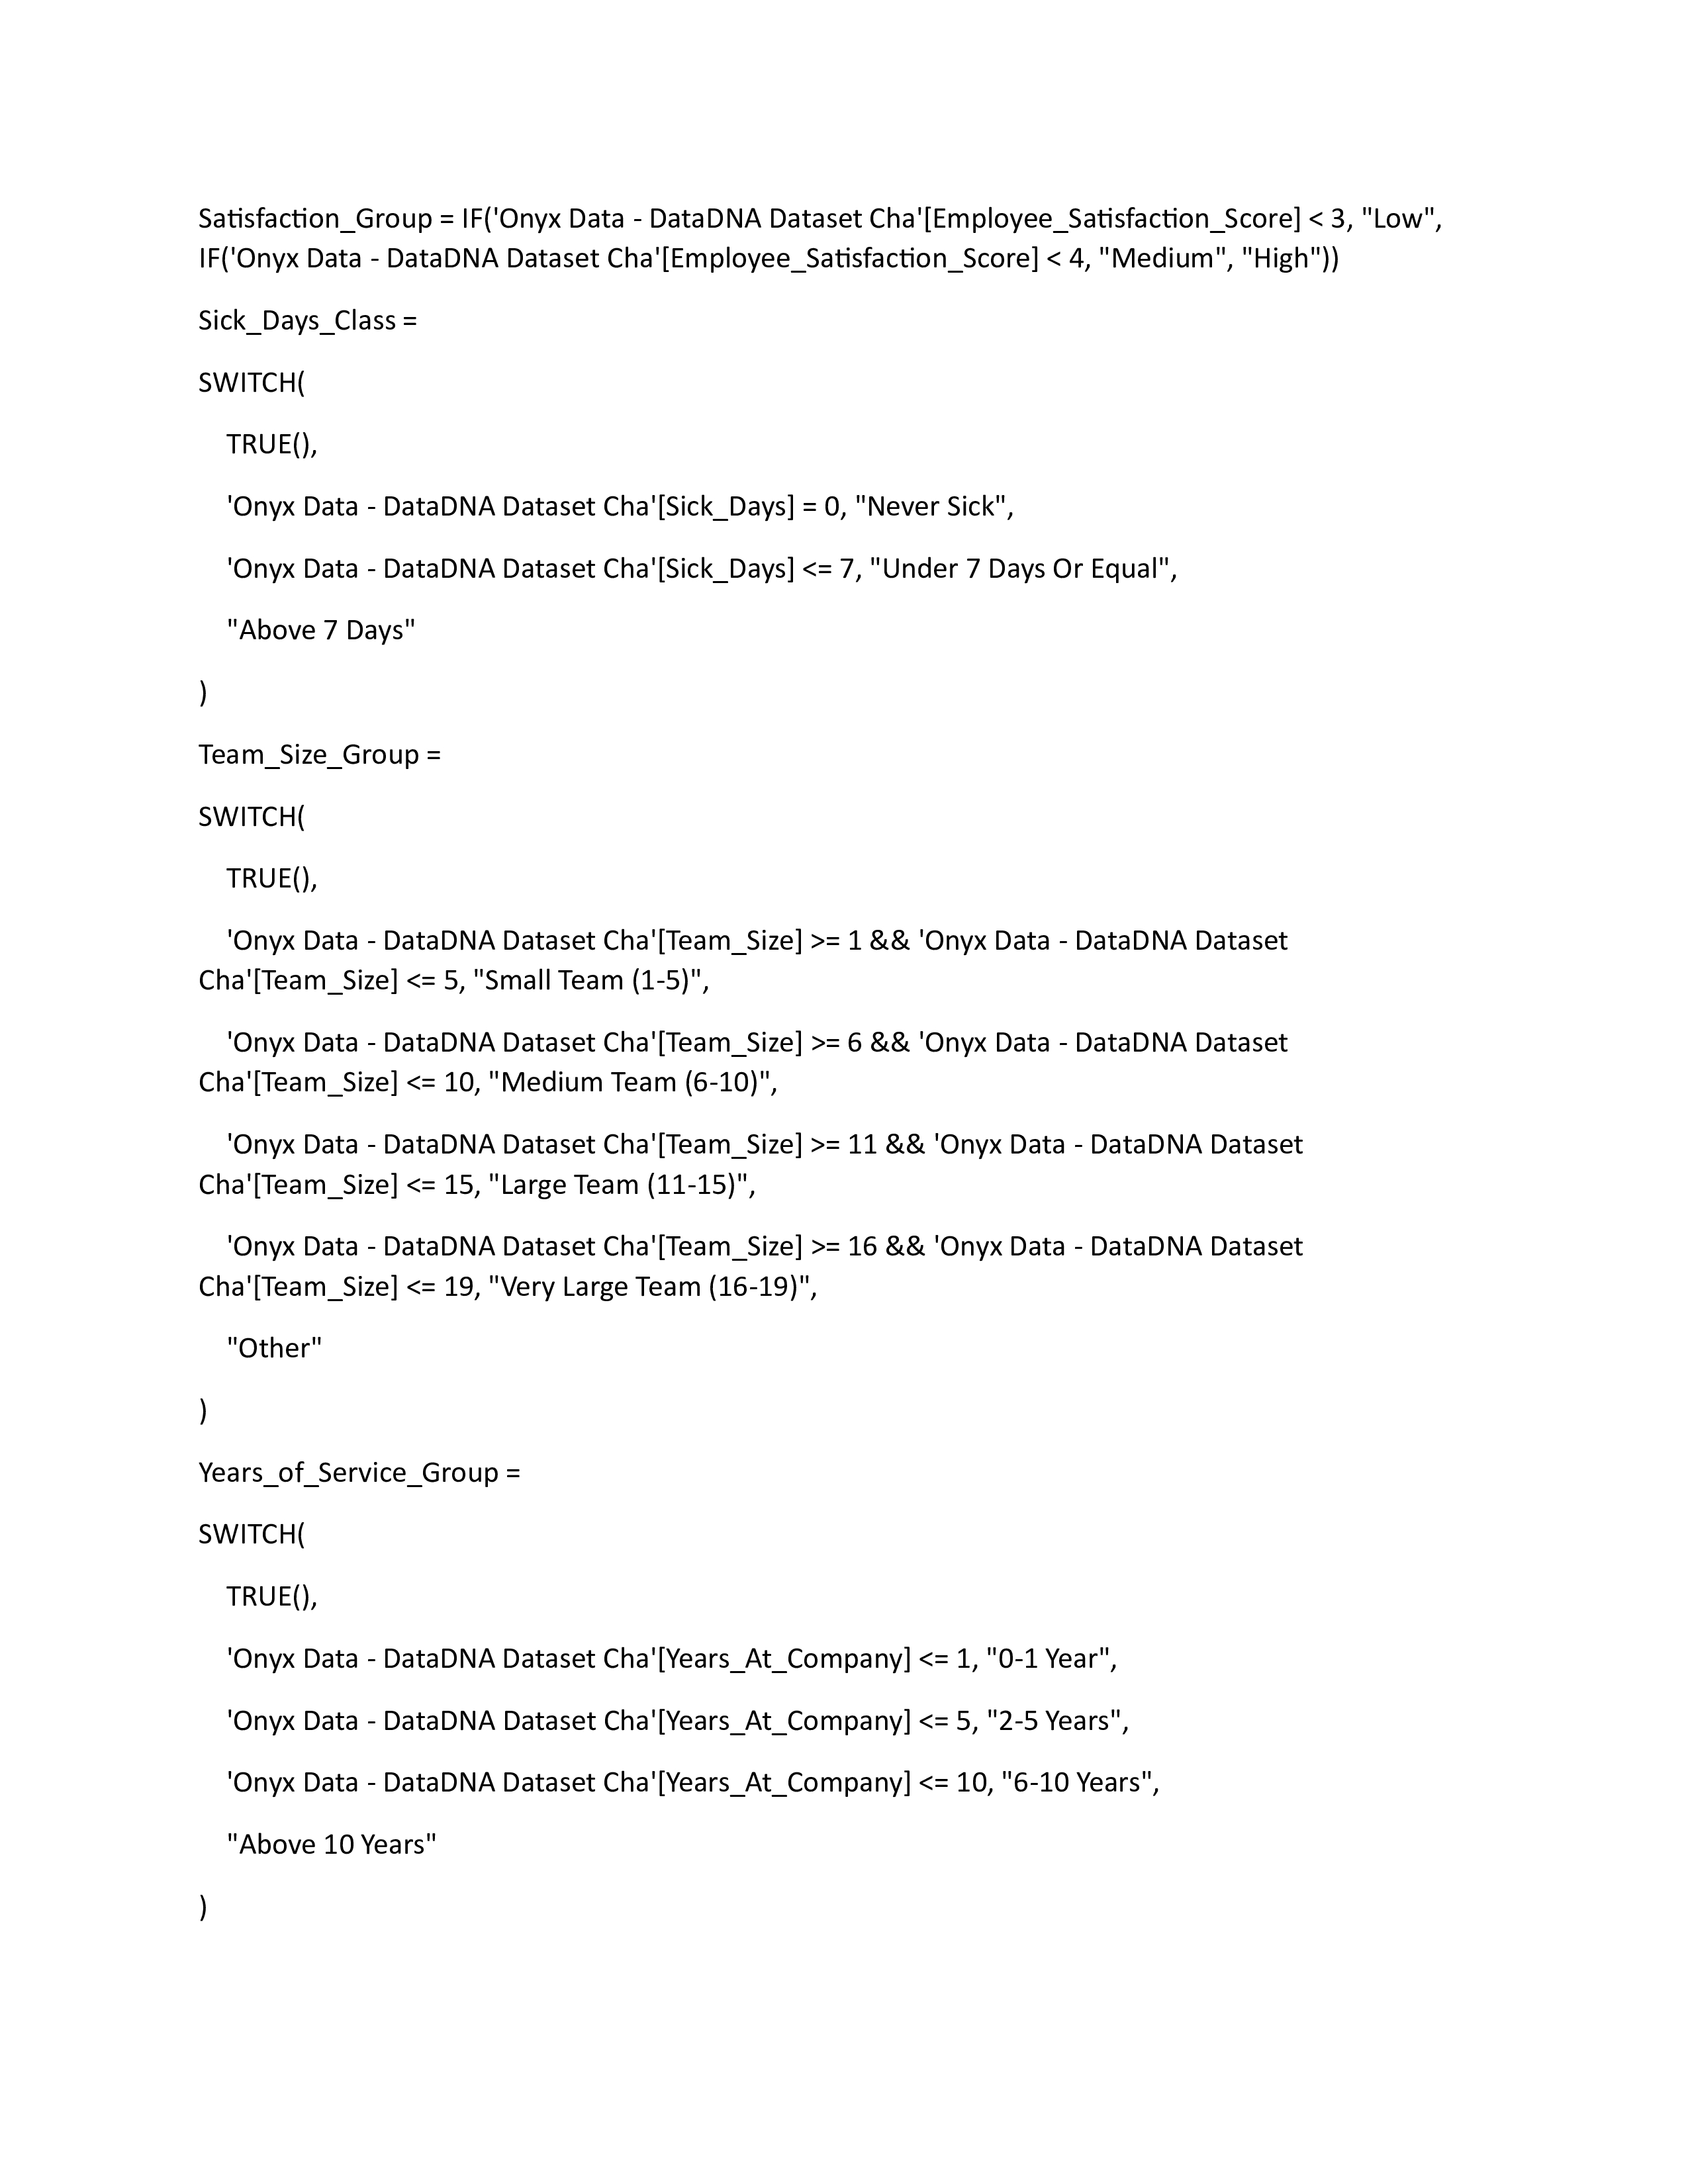 Satisfaction_Group = IF('Onyx Data - DataDNA Dataset Cha'[Employee_Satisfaction_Score] < 3, "Low",
IF('Onyx Data - DataDNA Dataset Cha'[Employee_Satisfaction_Score] < 4, "Medium", "High"))
Sick_Days_Class =
SWITCH(
    TRUE(),
    'Onyx Data - DataDNA Dataset Cha'[Sick_Days] = 0, "Never Sick",
    'Onyx Data - DataDNA Dataset Cha'[Sick_Days] <= 7, "Under 7 Days Or Equal",
    "Above 7 Days"
)
Team_Size_Group =
SWITCH(
    TRUE(),
    'Onyx Data - DataDNA Dataset Cha'[Team_Size] >= 1 && 'Onyx Data - DataDNA Dataset
Cha'[Team_Size] <= 5, "Small Team (1-5)",
    'Onyx Data - DataDNA Dataset Cha'[Team_Size] >= 6 && 'Onyx Data - DataDNA Dataset
Cha'[Team_Size] <= 10, "Medium Team (6-10)",
    'Onyx Data - DataDNA Dataset Cha'[Team_Size] >= 11 && 'Onyx Data - DataDNA Dataset
Cha'[Team_Size] <= 15, "Large Team (11-15)",
    'Onyx Data - DataDNA Dataset Cha'[Team_Size] >= 16 && 'Onyx Data - DataDNA Dataset
Cha'[Team_Size] <= 19, "Very Large Team (16-19)",
    "Other"
)
Years_of_Service_Group =
SWITCH(
    TRUE(),
    'Onyx Data - DataDNA Dataset Cha'[Years_At_Company] <= 1, "0-1 Year",
    'Onyx Data - DataDNA Dataset Cha'[Years_At_Company] <= 5, "2-5 Years",
    'Onyx Data - DataDNA Dataset Cha'[Years_At_Company] <= 10, "6-10 Years",
    "Above 10 Years"
)